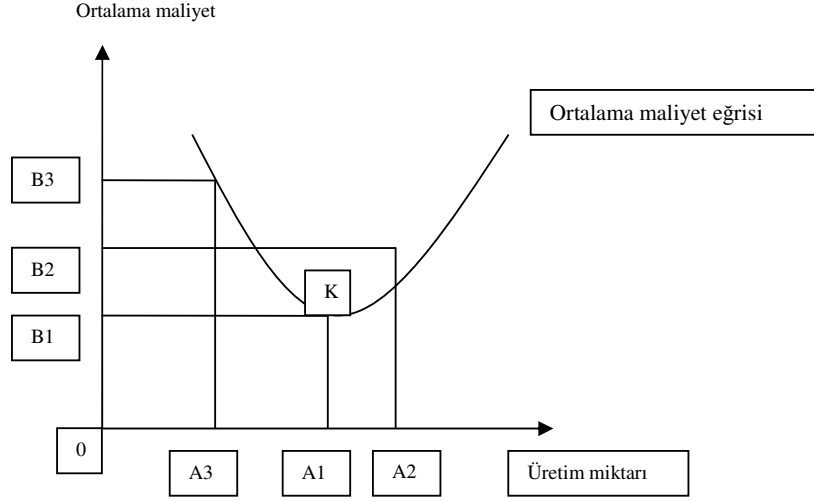 Ortalama maliyet
Ortalama maliyet eğrisi
B3
B2
K
B1
0
A3
A1
A2
Üretim miktarı